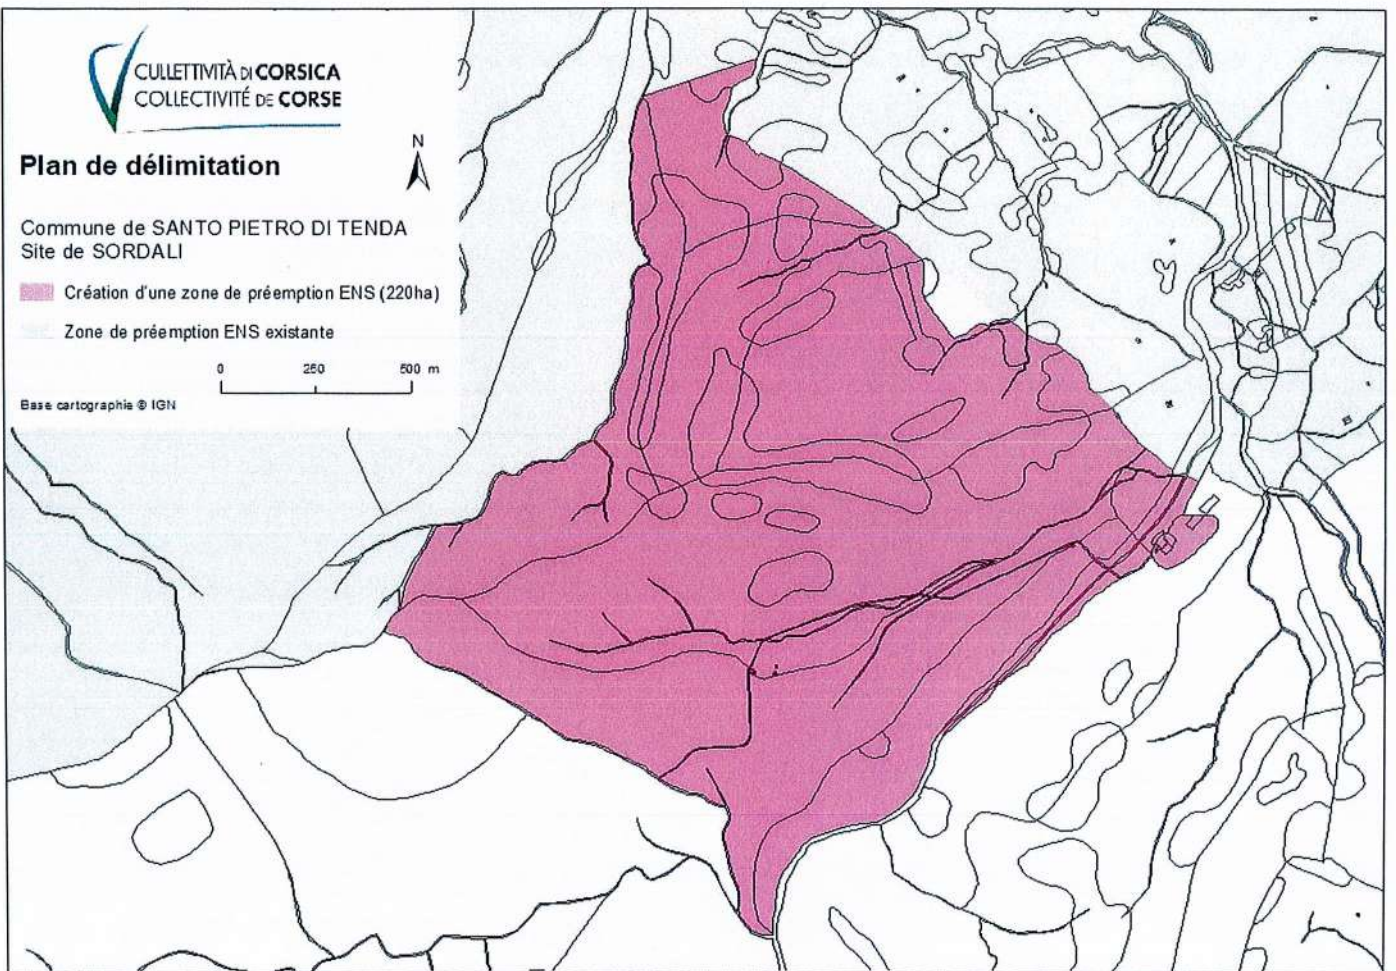 CULLETTIVITÀ DI CORSICA
COLLECTIVITÉ DE CORSE
N
Plan de délimitation
Commune de SANTO PIETRO DI TENDA
Site de SORDALI
Création d'une zone de préemption ENS (220ha)
Zone de préemption ENS existante
0 250 500 m
Base cartographie © IGN